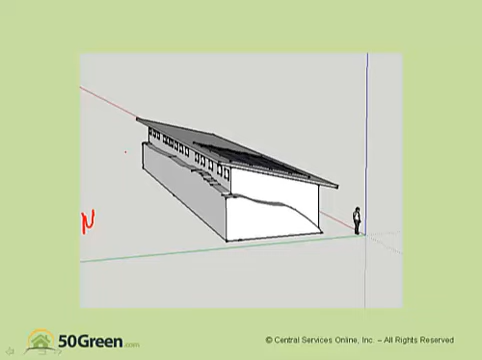 N
50Green.com
© Central Services Online, Inc. – All Rights Reserved